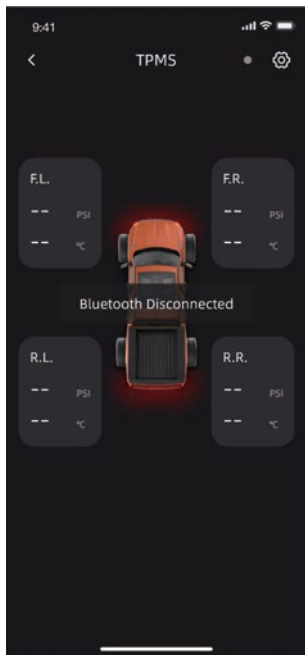 9:41
TPMS
F.L.
-- PSI
-- ℃
F.R.
-- PSI
-- ℃
Bluetooth Disconnected
R.L.
-- PSI
-- ℃
R.R.
-- PSI
-- ℃